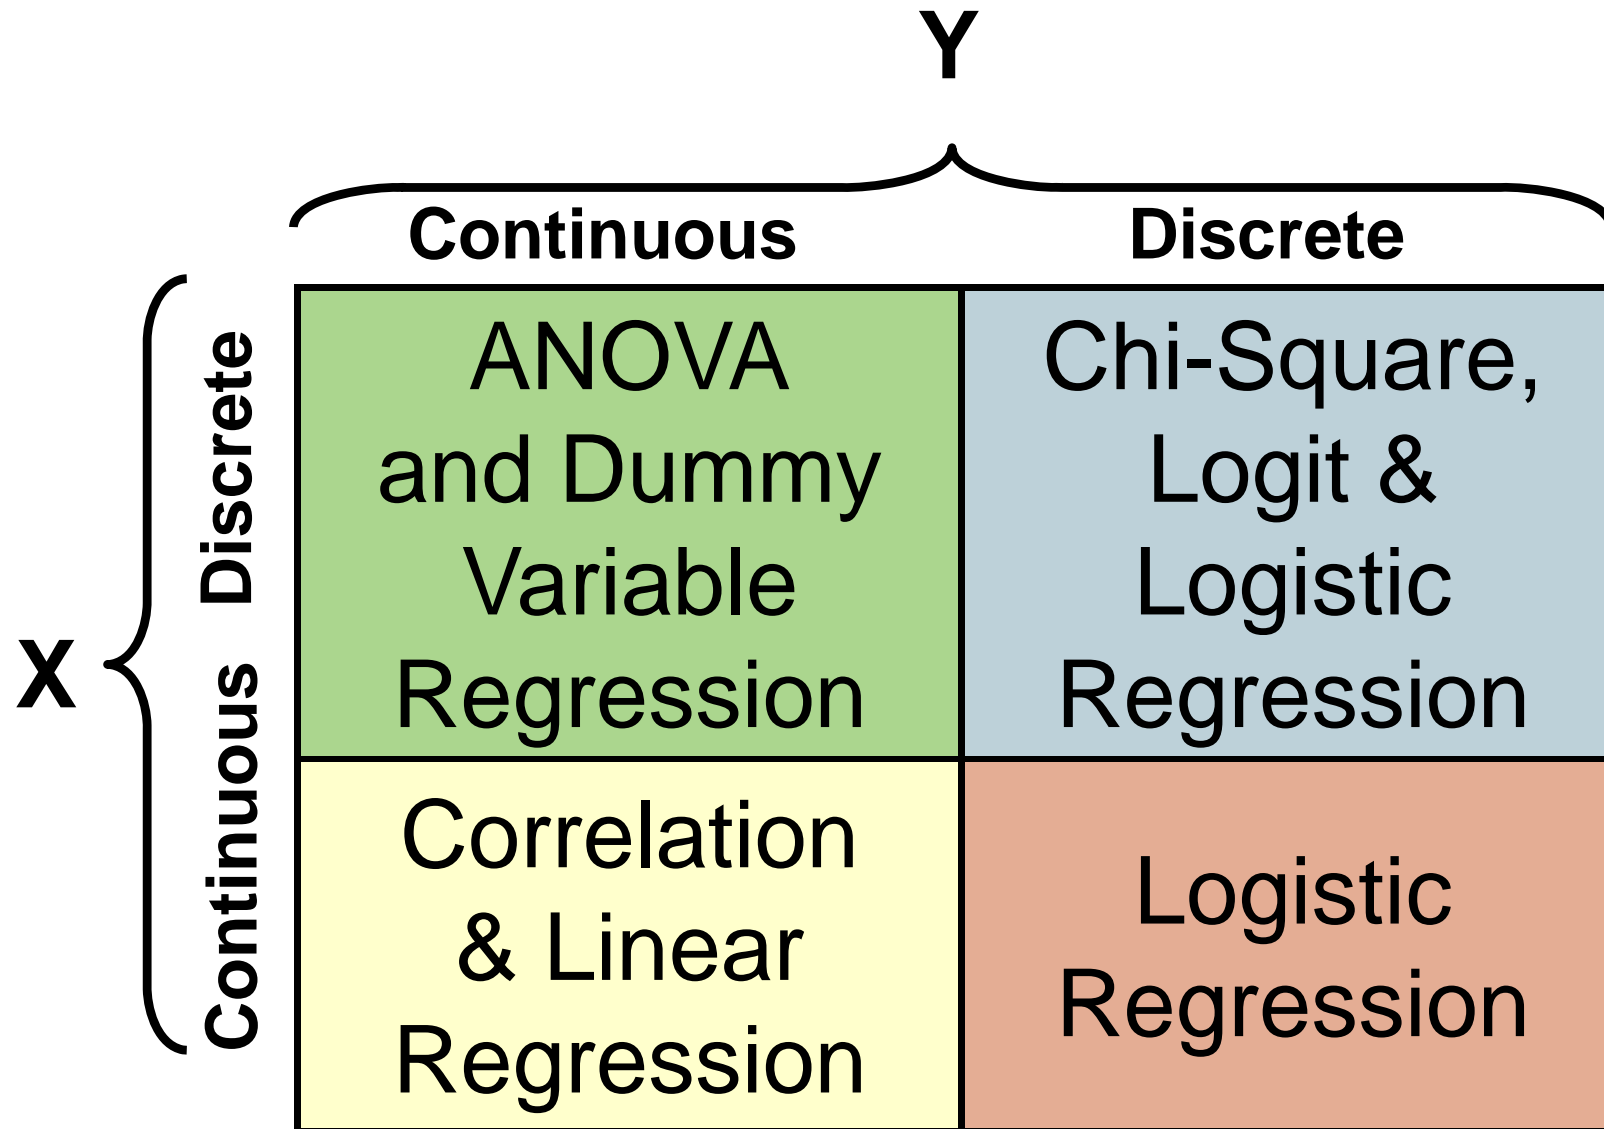 Y
Continuous
Discrete
X
Discrete
Continuous
ANOVA
and Dummy
Variable
Regression
Chi-Square,
Logit &
Logistic
Regression
Correlation
& Linear
Regression
Logistic
Regression